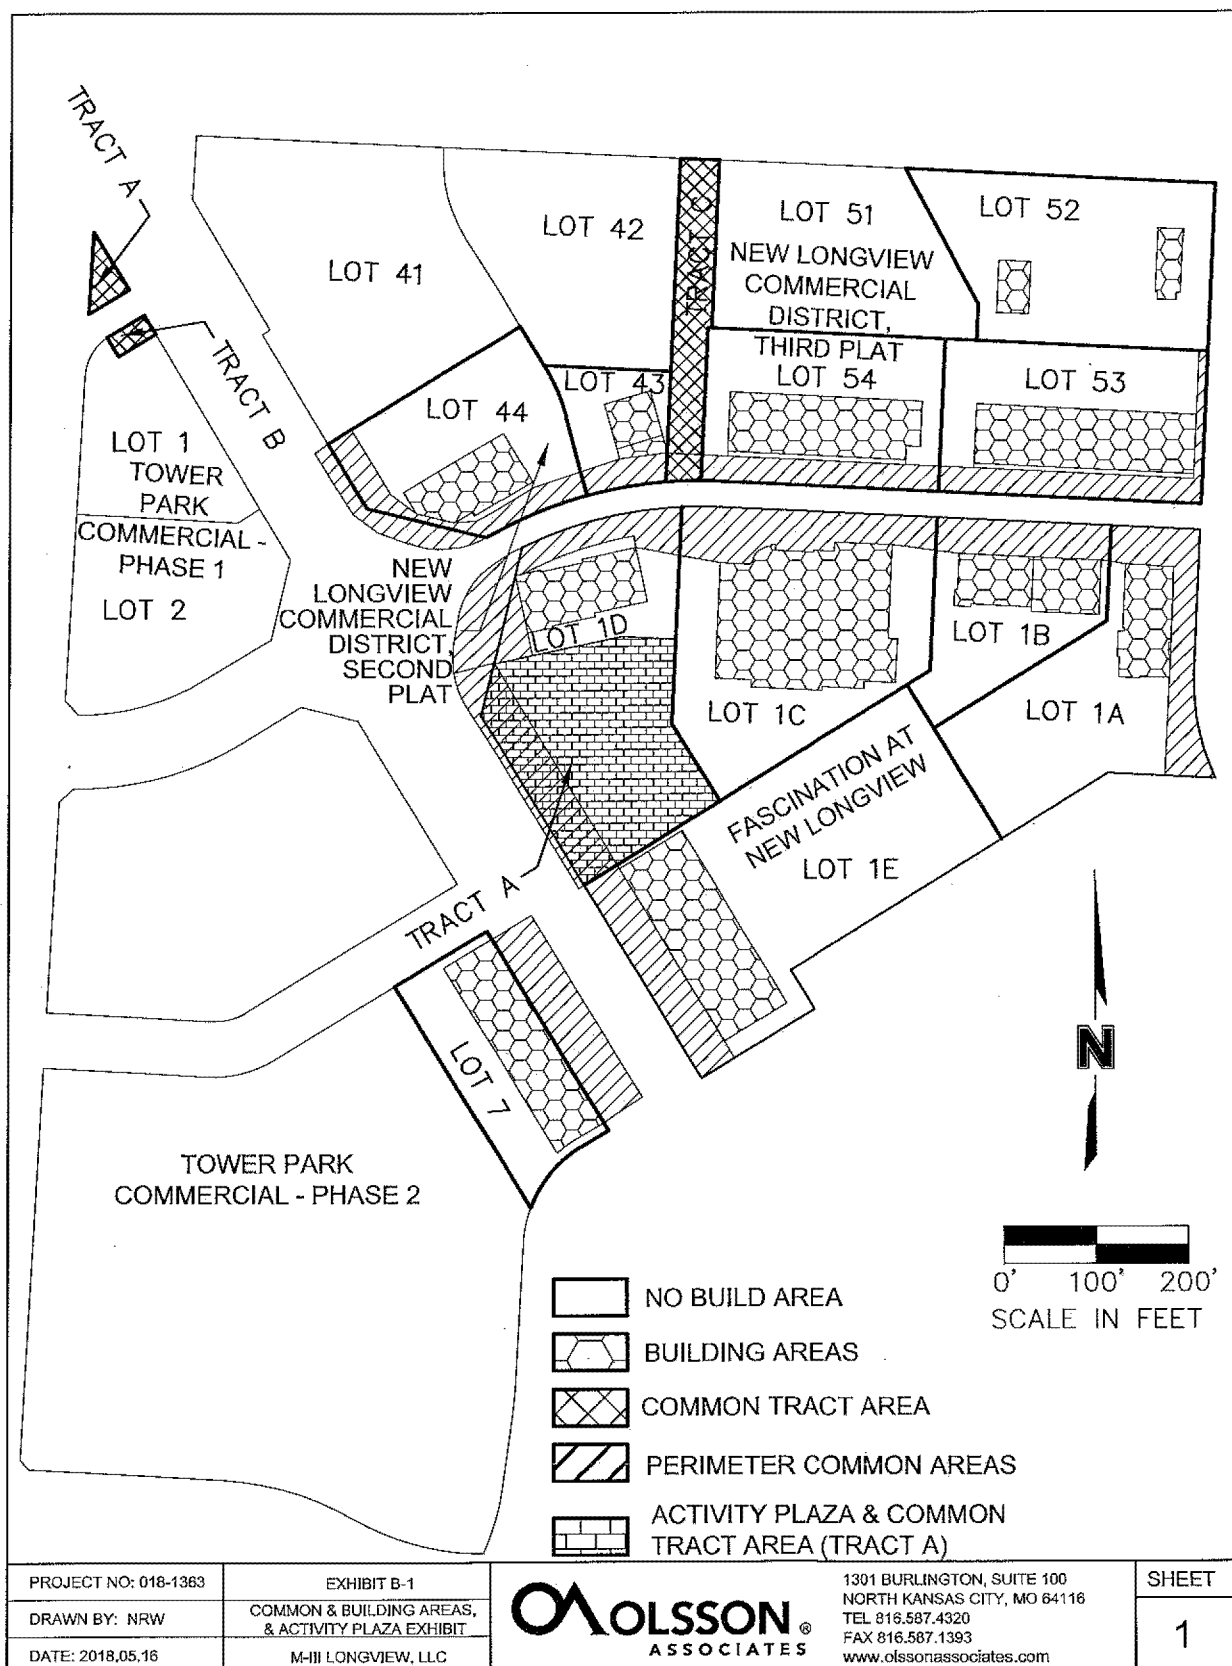 TRACT A
TRACT B
LOT 41
LOT 42
TRACT C
LOT 51
LOT 52
NEW LONGVIEW
COMMERCIAL
DISTRICT,
THIRD PLAT
LOT 43
LOT 44
LOT 54
LOT 53
LOT 1
TOWER
PARK
COMMERCIAL -
PHASE 1
LOT 2
NEW
LONGVIEW
COMMERCIAL
DISTRICT,
SECOND
PLAT
LOT 1D
LOT 1C
LOT 1B
LOT 1A
FASCINATION AT
NEW LONGVIEW
LOT 1E
TRACT A
LOT 7
TOWER PARK
COMMERCIAL - PHASE 2
N
0' 100' 200'
SCALE IN FEET
NO BUILD AREA
BUILDING AREAS
COMMON TRACT AREA
PERIMETER COMMON AREAS
ACTIVITY PLAZA & COMMON
TRACT AREA (TRACT A)
PROJECT NO: 018-1363
DRAWN BY: NRW
DATE: 2018.05.16
EXHIBIT B-1
COMMON & BUILDING AREAS,
& ACTIVITY PLAZA EXHIBIT
M-III LONGVIEW, LLC
OLSSON ®
ASSOCIATES
1301 BURLINGTON, SUITE 100
NORTH KANSAS CITY, MO 64116
TEL 816.587.4320
FAX 816.587.1393
www.olssonassociates.com
SHEET
1